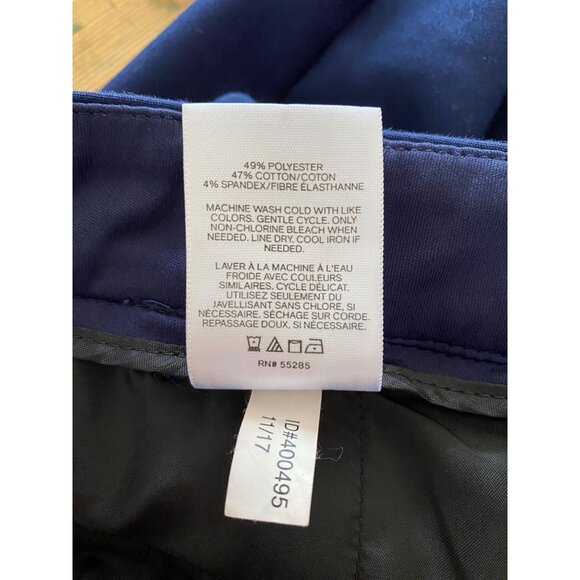 49% POLYESTER
47% COTTON/COTON
4% SPANDEX/FIBRE ÉLASTHANNE
MACHINE WASH COLD WITH LIKE
COLORS. GENTLE CYCLE. ONLY
NON-CHLORINE BLEACH WHEN
NEEDED. LINE DRY. COOL IRON IF
NEEDED.
LAVER À LA MACHINE À L'EAU
FROIDE AVEC COULEURS
SIMILAIRES. CYCLE DÉLICAT.
UTILISEZ SEULEMENT DU
JAVELLISANT SANS CHLORE, SI
NÉCESSAIRE. SÉCHAGE SUR CORDE.
REPASSAGE DOUX, SI NÉCESSAIRE.
RN# 55285
ID#400495
11/17